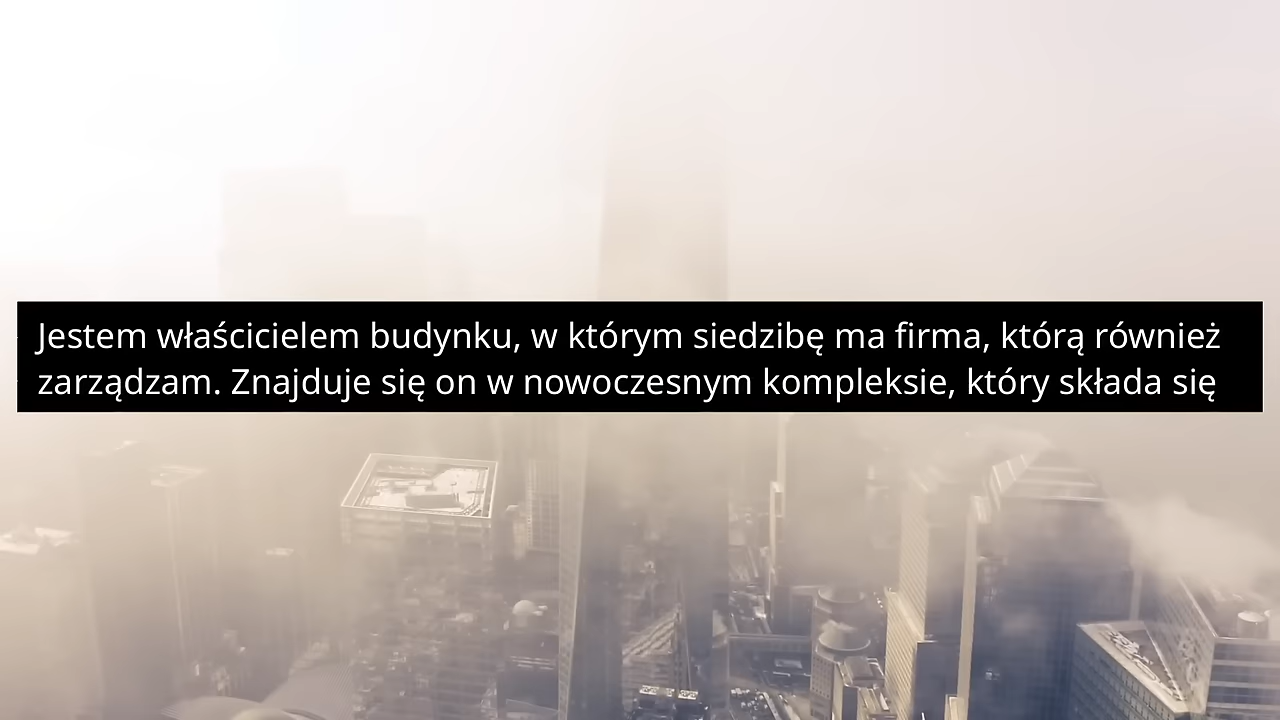 Jestem właścicielem budynku, w którym siedzibę ma firma, którą również
zarządzam. Znajduje się on w nowoczesnym kompleksie, który składa się